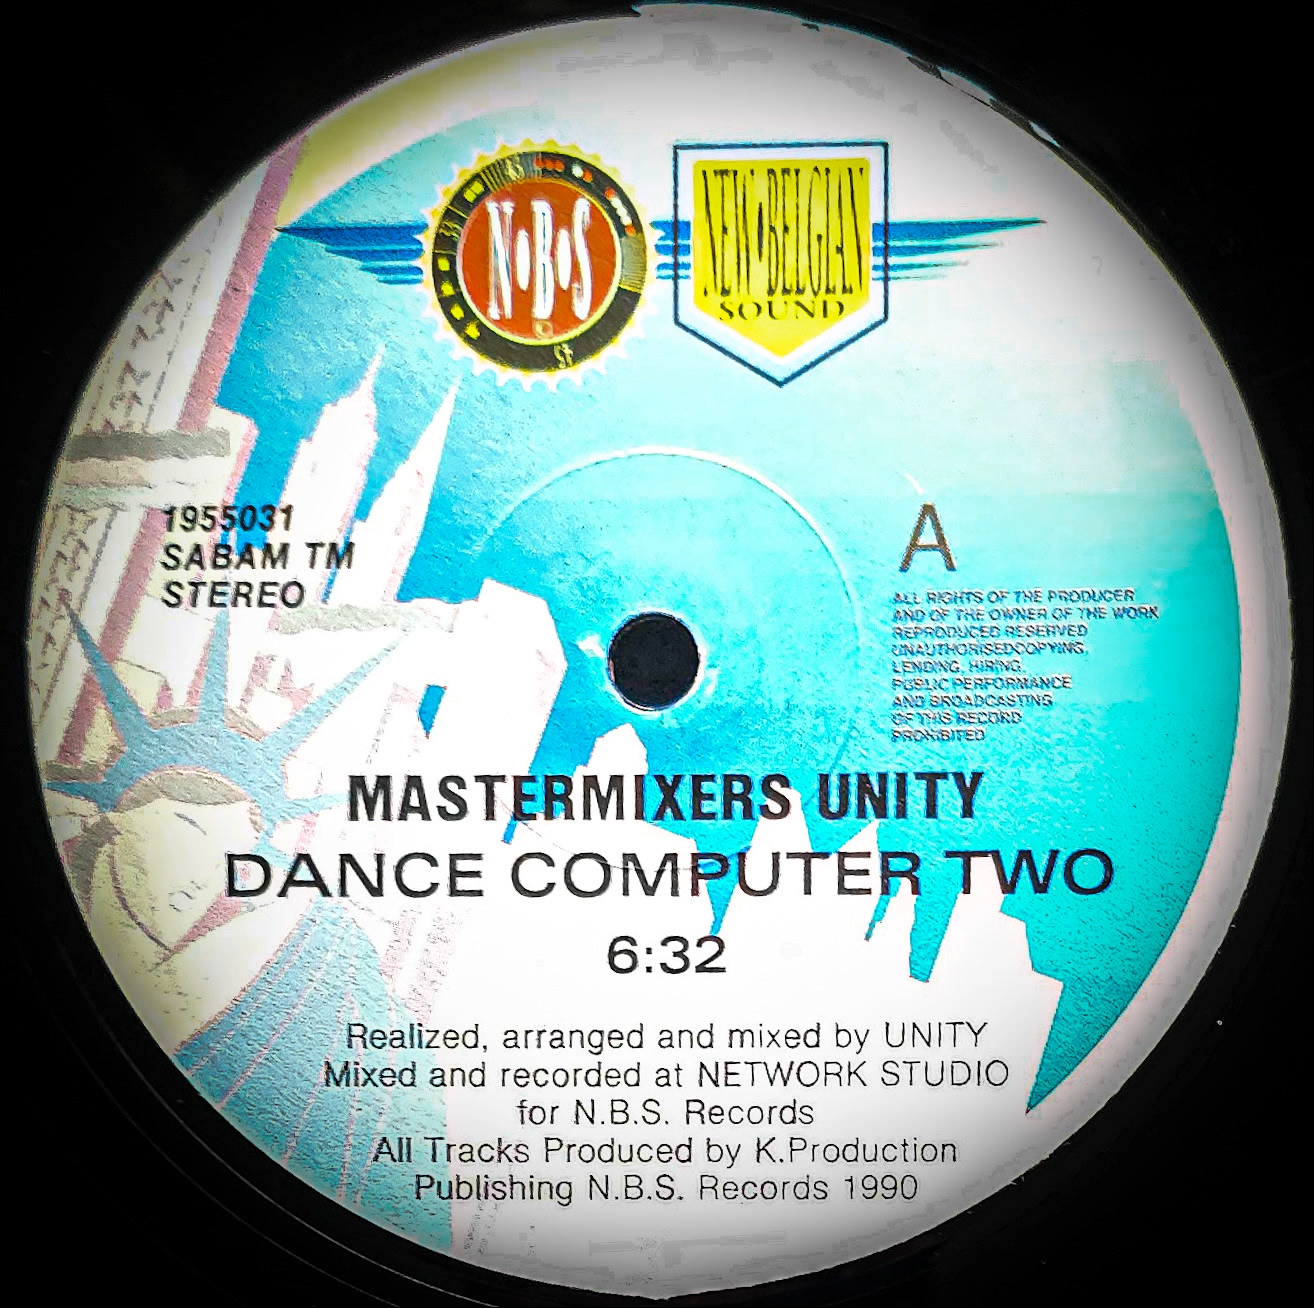 N•B•S
NEW•BELGIAN
SOUND
1955031
SABAM TM
STEREO
A
ALL RIGHTS OF THE PRODUCER
AND OF THE OWNER OF THE WORK
REPRODUCED RESERVED
UNAUTHORISEDCOPYING,
LENDING, HIRING,
PUBLIC PERFORMANCE
AND BROADCASTING
OF THIS RECORD
PROHIBITED
MASTERMIXERS UNITY
DANCE COMPUTER TWO
6:32
Realized, arranged and mixed by UNITY
Mixed and recorded at NETWORK STUDIO
for N.B.S. Records
All Tracks Produced by K.Production
Publishing N.B.S. Records 1990